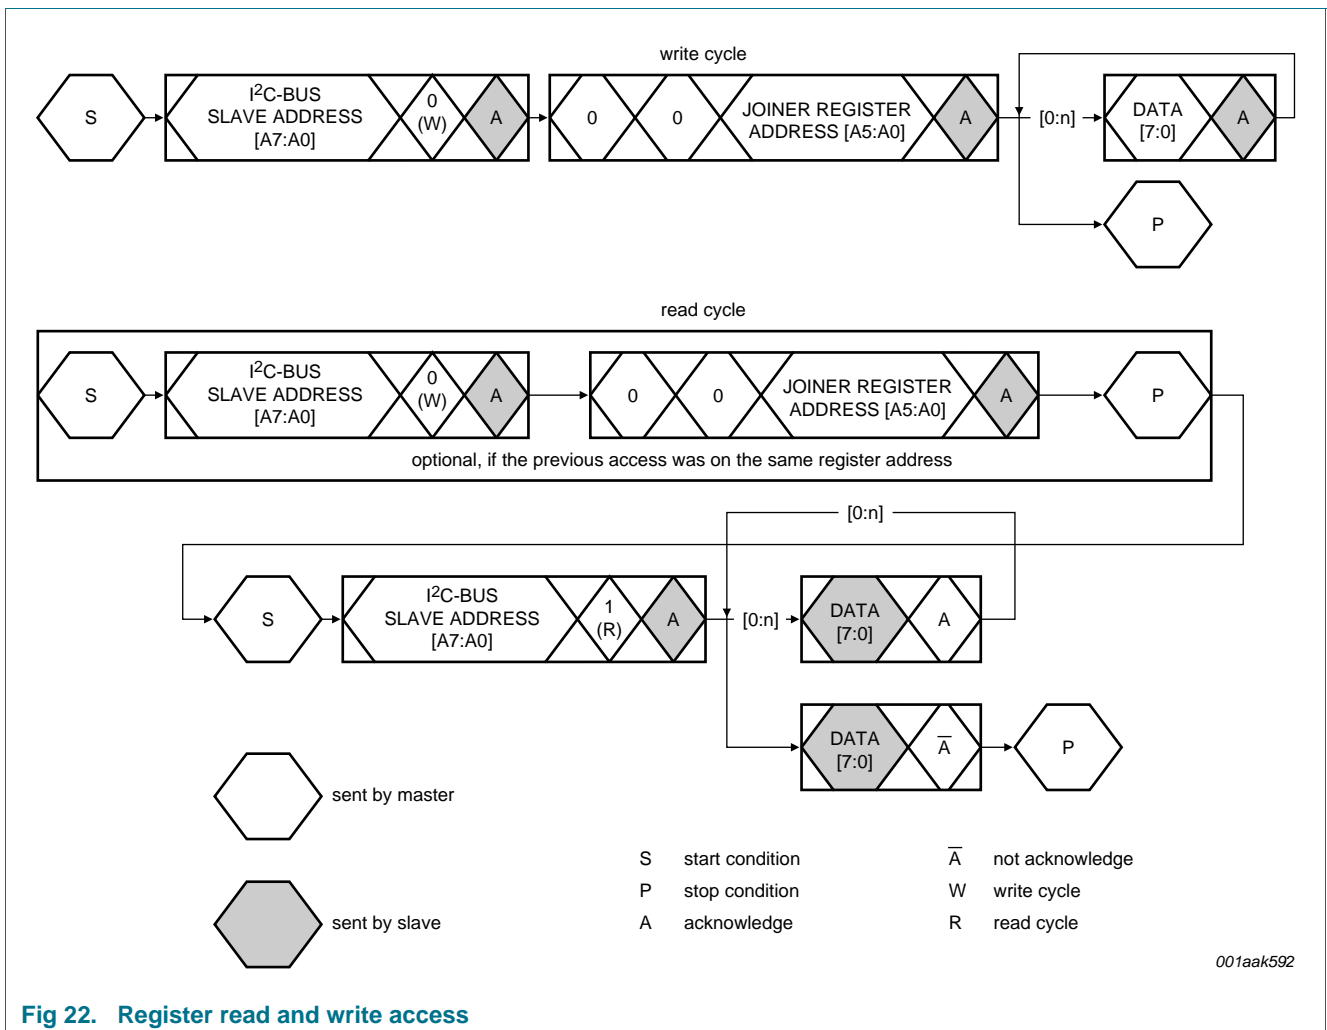 write cycle
S
I2C-BUS
SLAVE ADDRESS
[A7:A0]
0
(W)
A
0
0
JOINER REGISTER
ADDRESS [A5:A0]
A
[0:n]
DATA
[7:0]
A
P
read cycle
S
I2C-BUS
SLAVE ADDRESS
[A7:A0]
0
(W)
A
0
0
JOINER REGISTER
ADDRESS [A5:A0]
A
P
optional, if the previous access was on the same register address
[0:n]
S
I2C-BUS
SLAVE ADDRESS
[A7:A0]
1
(R)
A
[0:n]
DATA
[7:0]
A
DATA
[7:0]
A̅
P
sent by master
sent by slave
S start condition
P stop condition
A acknowledge
A̅ not acknowledge
W write cycle
R read cycle
001aak592
Fig 22. Register read and write access